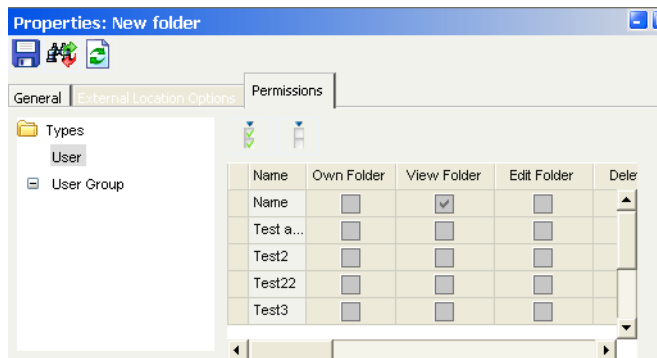 Properties: New folder
General External Location Options Permissions
Types
User
User Group
Name Own Folder View Folder Edit Folder Dele
Name
Test a...
Test2
Test22
Test3